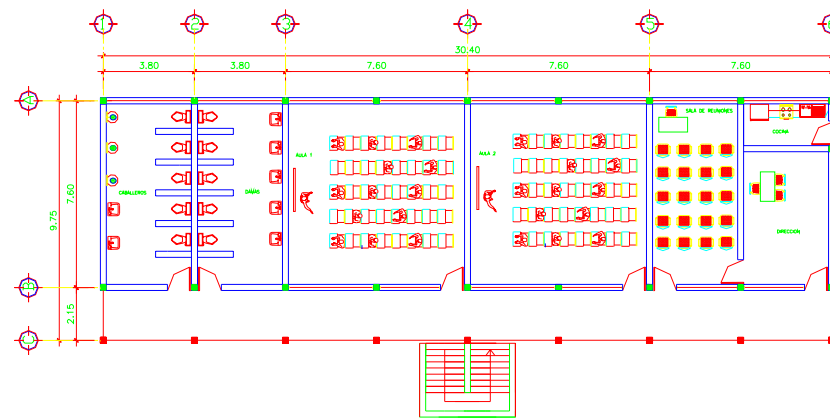 1 2 3 4 5 6
30.40
3.80 3.80 7.60 7.60 7.60
A
B
C
9.75
7.60
2.15
CABALLEROS
DAMAS
AULA 1
AULA 2
SALA DE REUNIONES
COCINA
DIRECCION